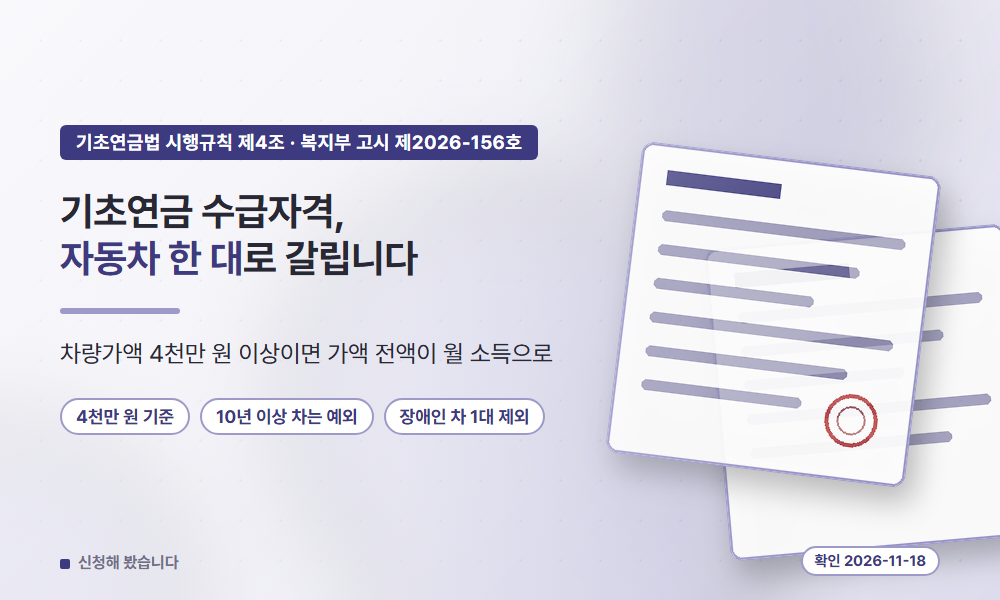 기초연금법 시행규칙 제4조 · 복지부 고시 제2026-156호
기초연금 수급자격,
자동차 한 대로 갈립니다
차량가액 4천만 원 이상이면 가액 전액이 월 소득으로
4천만 원 기준
10년 이상 차는 예외
장애인 차 1대 제외
신청해 봤습니다
확인 2026-11-18